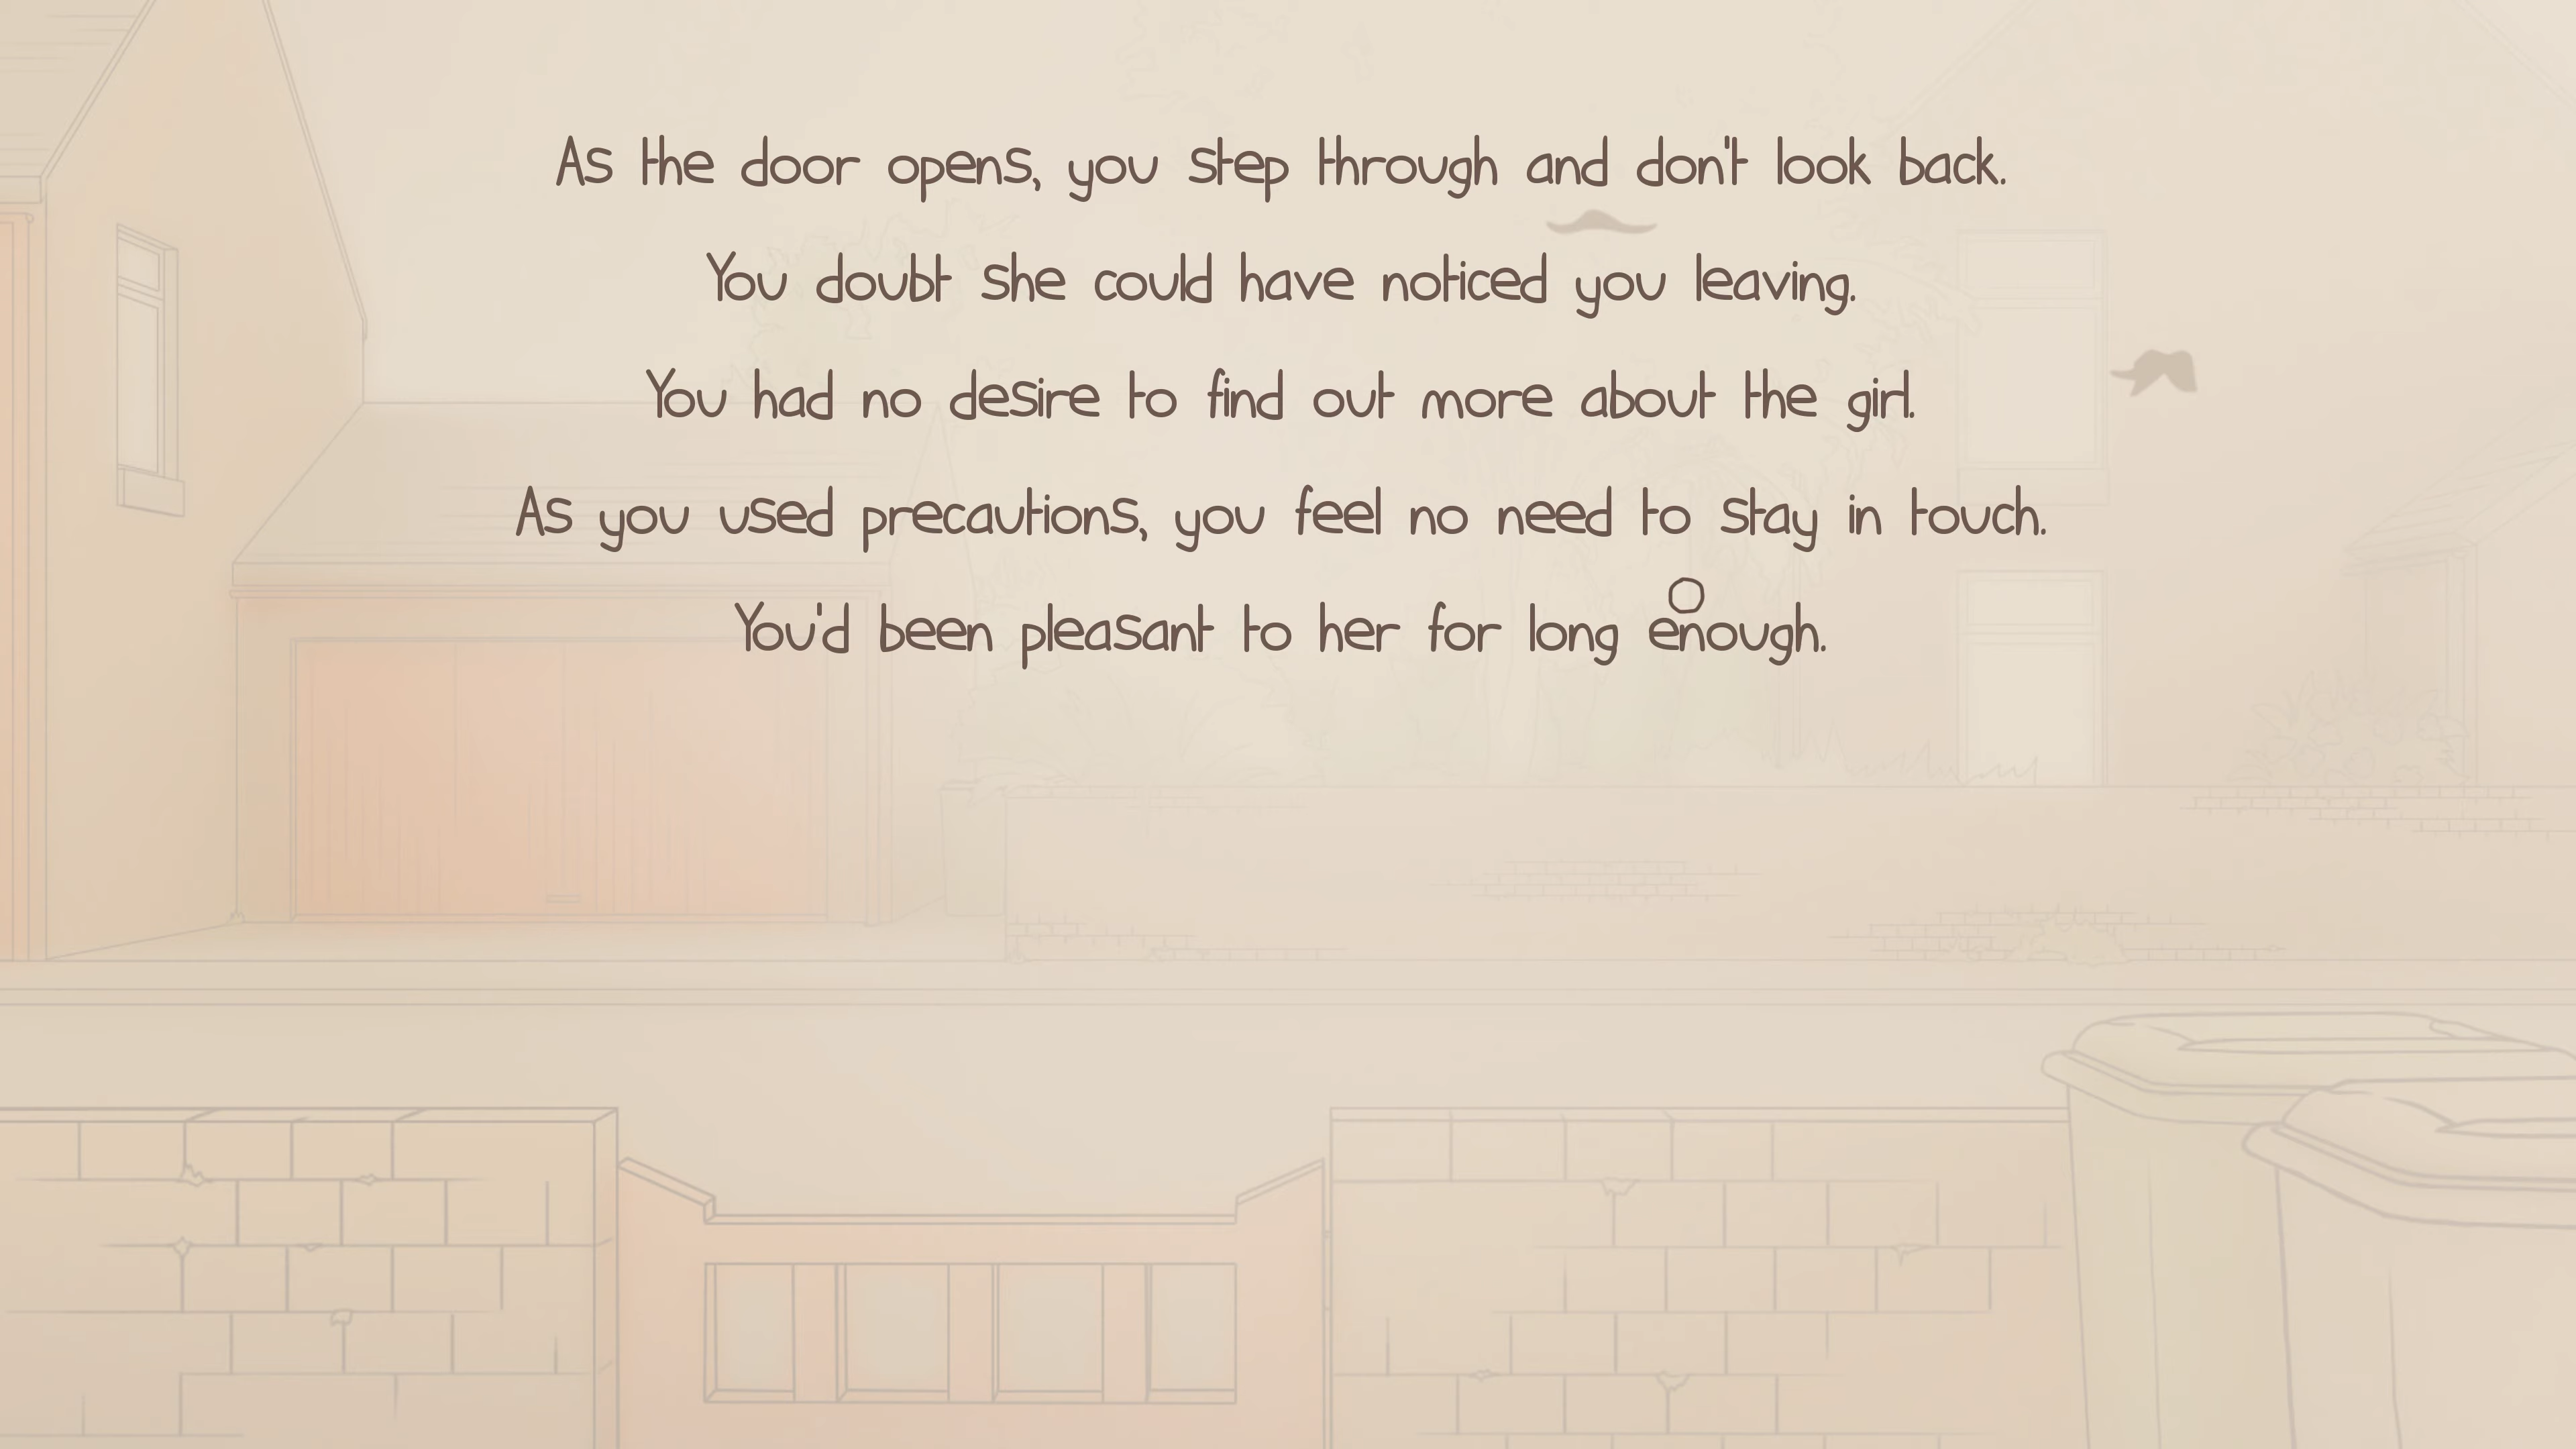 As the door opens, you step through and don't look back.
You doubt she could have noticed you leaving.
You had no desire to find out more about the girl.
As you used precautions, you feel no need to stay in touch.
You'd been pleasant to her for long enough.